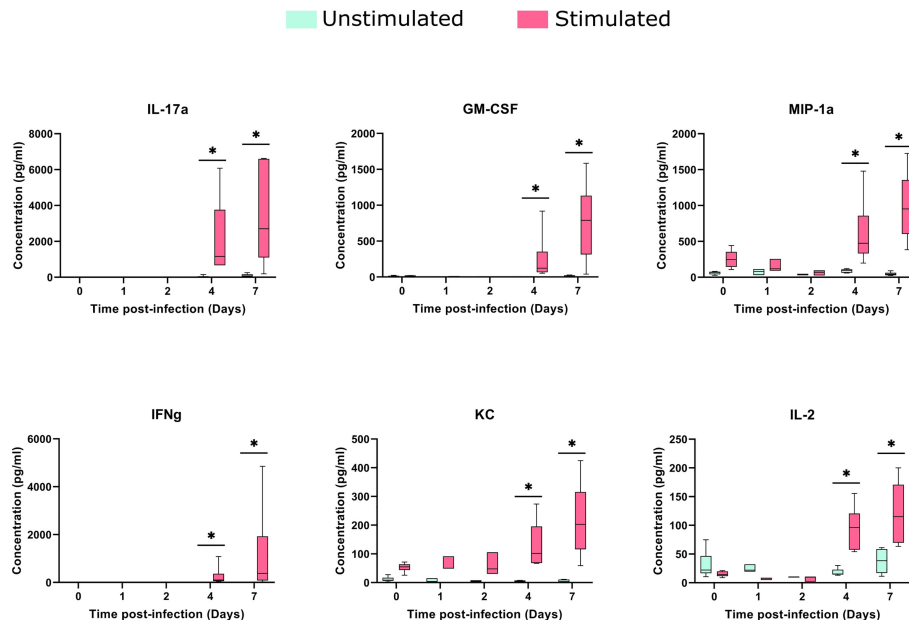 Unstimulated Stimulated
IL-17a
Concentration (pg/ml)
8000
6000
4000
2000
0
* *
0 1 2 4 7
Time post-infection (Days)
GM-CSF
Concentration (pg/ml)
2000
1500
1000
500
0
* *
0 1 2 4 7
Time post-infection (Days)
MIP-1a
Concentration (pg/ml)
2000
1500
1000
500
0
* *
0 1 2 4 7
Time post-infection (Days)
IFNg
Concentration (pg/ml)
6000
4000
2000
0
* *
0 1 2 4 7
Time post-infection (Days)
KC
Concentration (pg/ml)
500
400
300
200
100
0
* *
0 1 2 4 7
Time post-infection (Days)
IL-2
Concentration (pg/ml)
250
200
150
100
50
0
* *
0 1 2 4 7
Time post-infection (Days)